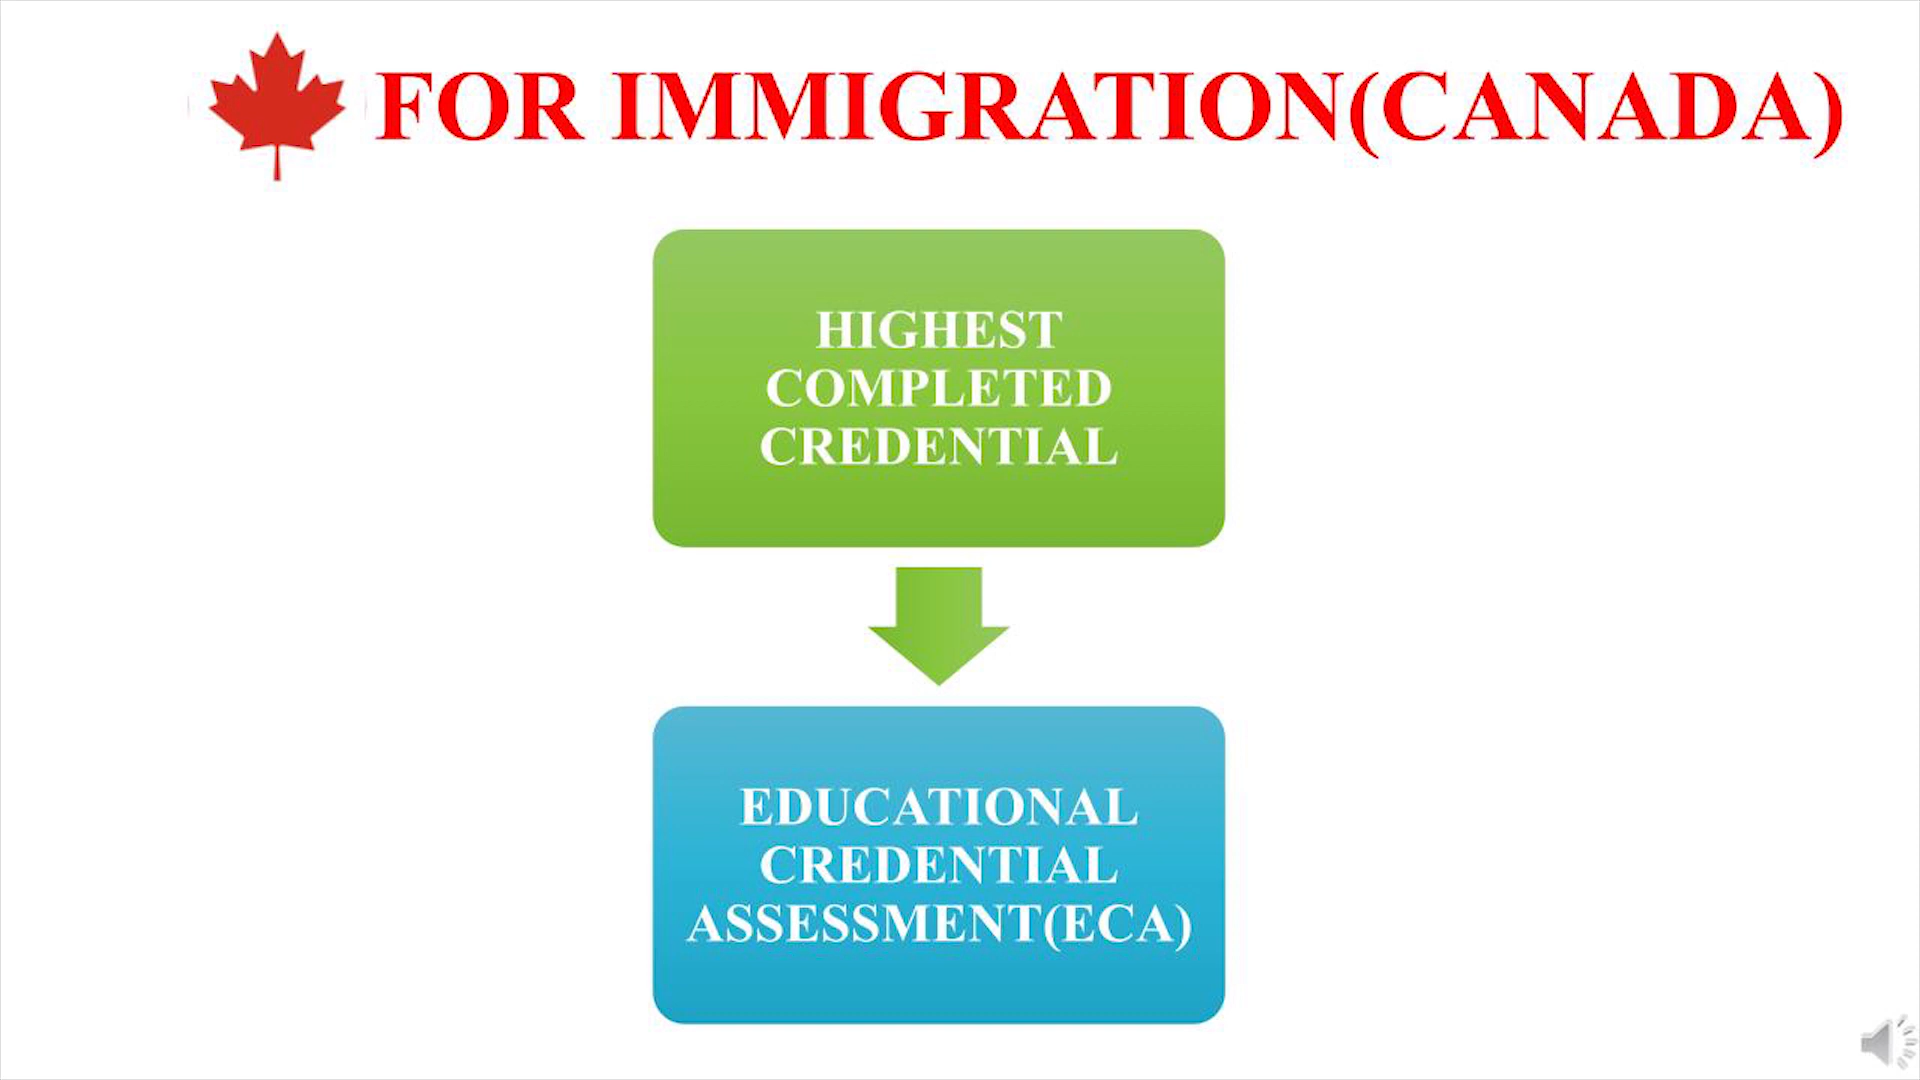 FOR IMMIGRATION(CANADA)
HIGHEST
COMPLETED
CREDENTIAL
EDUCATIONAL
CREDENTIAL
ASSESSMENT(ECA)